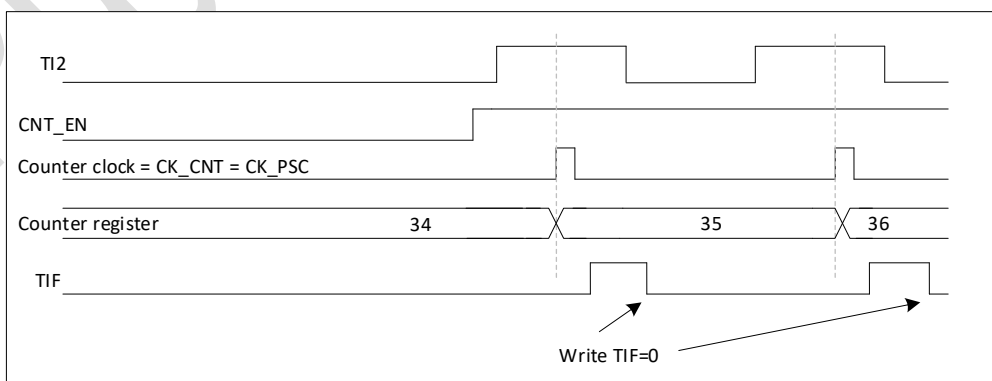 TI2
CNT_EN
Counter clock = CK_CNT = CK_PSC
Counter register 34 35 36
TIF
Write TIF=0